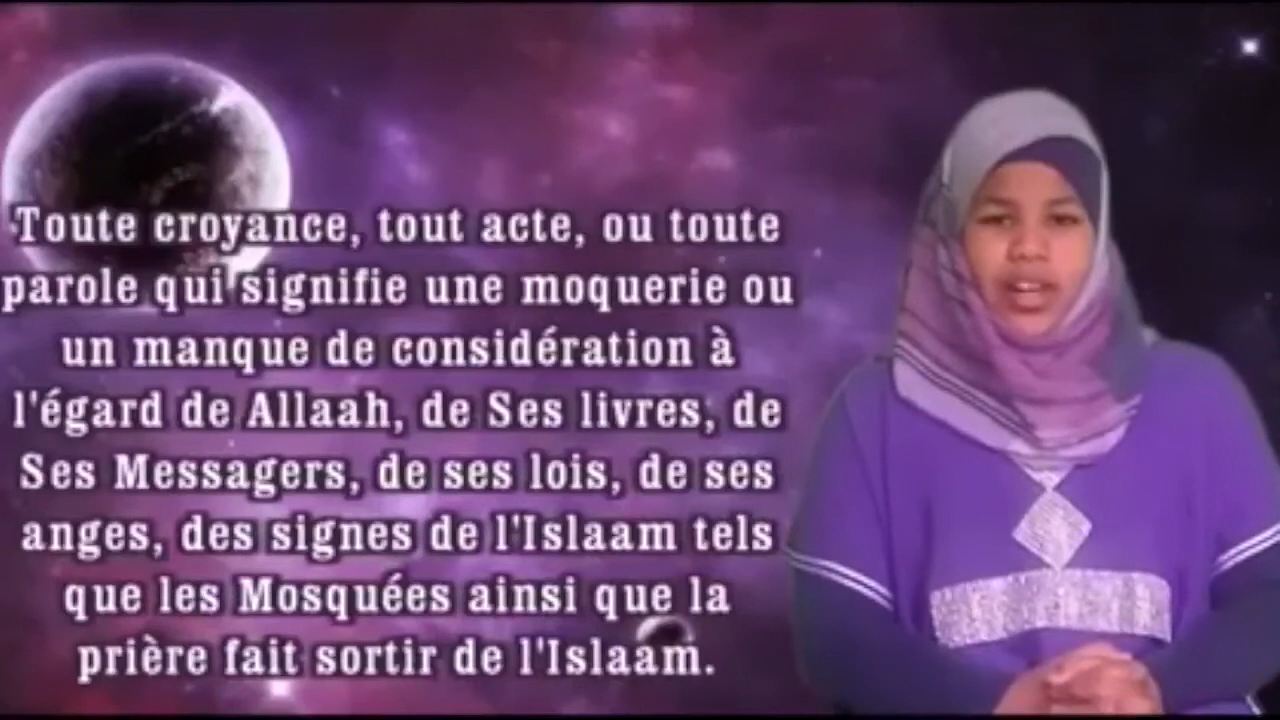 Toute croyance, tout acte, ou toute
parole qui signifie une moquerie ou
un manque de considération à
l'égard de Allaah, de Ses livres, de
Ses Messagers, de ses lois, de ses
anges, des signes de l'Islaam tels
que les Mosquées ainsi que la
prière fait sortir de l'Islaam.